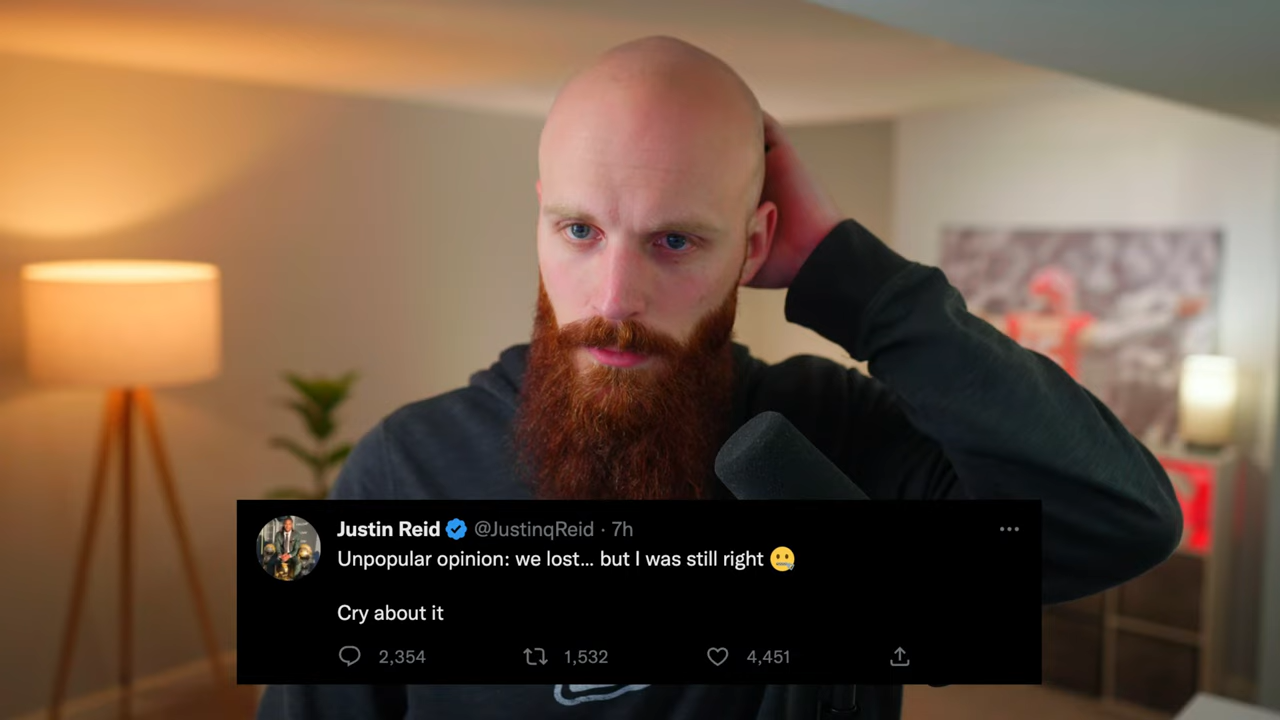 Justin Reid @JustinqReid · 7h
Unpopular opinion: we lost... but I was still right 🤐
Cry about it
2,354 1,532 4,451